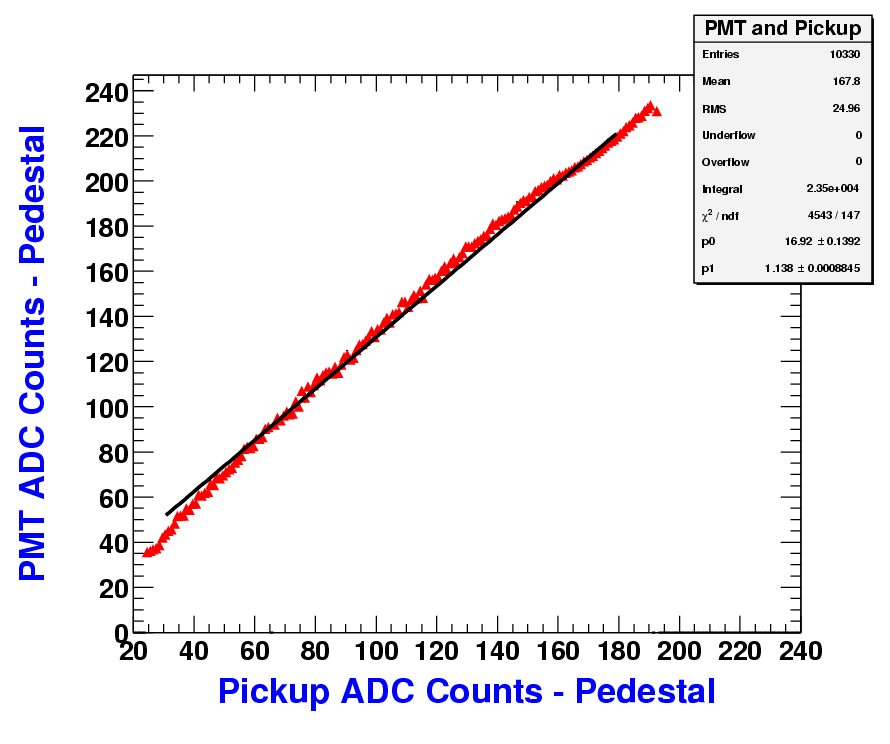 PMT and Pickup
Entries 10330
Mean 167.8
RMS 24.96
Underflow 0
Overflow 0
Integral 2.35e+004
χ² / ndf 4543 / 147
p0 16.92 ± 0.1392
p1 1.138 ± 0.0008845
PMT ADC Counts - Pedestal
240
220
200
180
160
140
120
100
80
60
40
20
0
20 40 60 80 100 120 140 160 180 200 220 240
Pickup ADC Counts - Pedestal